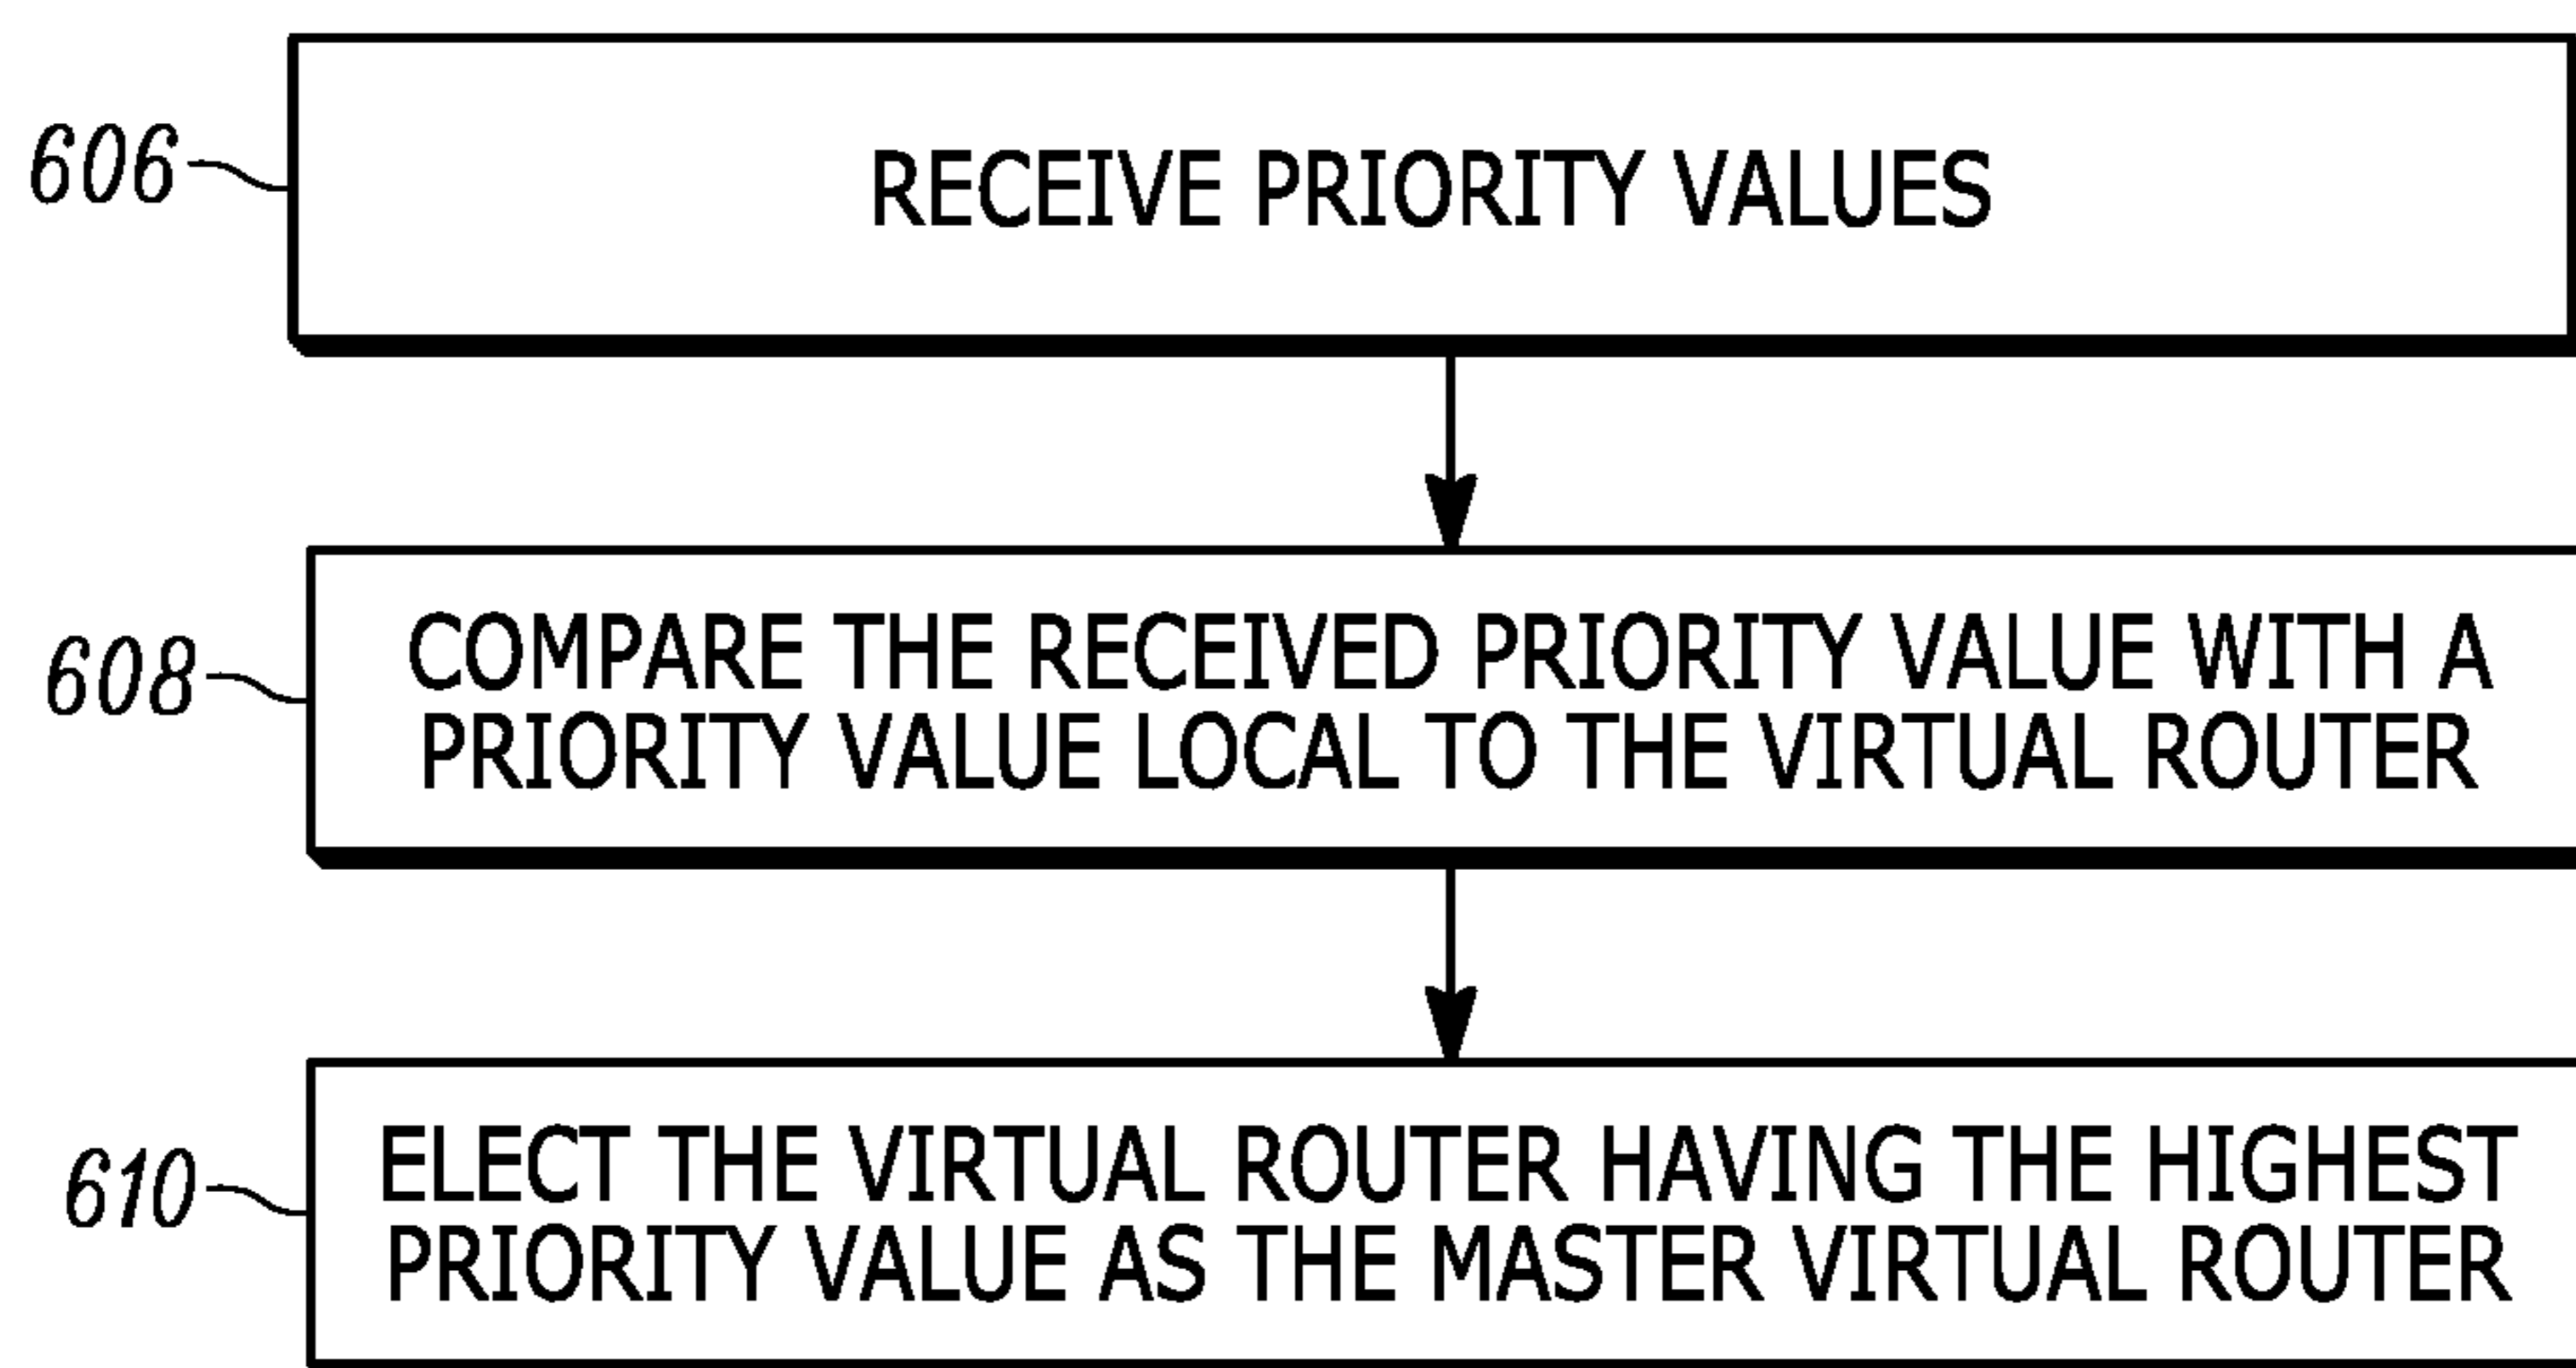 606
RECEIVE PRIORITY VALUES
608
COMPARE THE RECEIVED PRIORITY VALUE WITH A
PRIORITY VALUE LOCAL TO THE VIRTUAL ROUTER
610
ELECT THE VIRTUAL ROUTER HAVING THE HIGHEST
PRIORITY VALUE AS THE MASTER VIRTUAL ROUTER